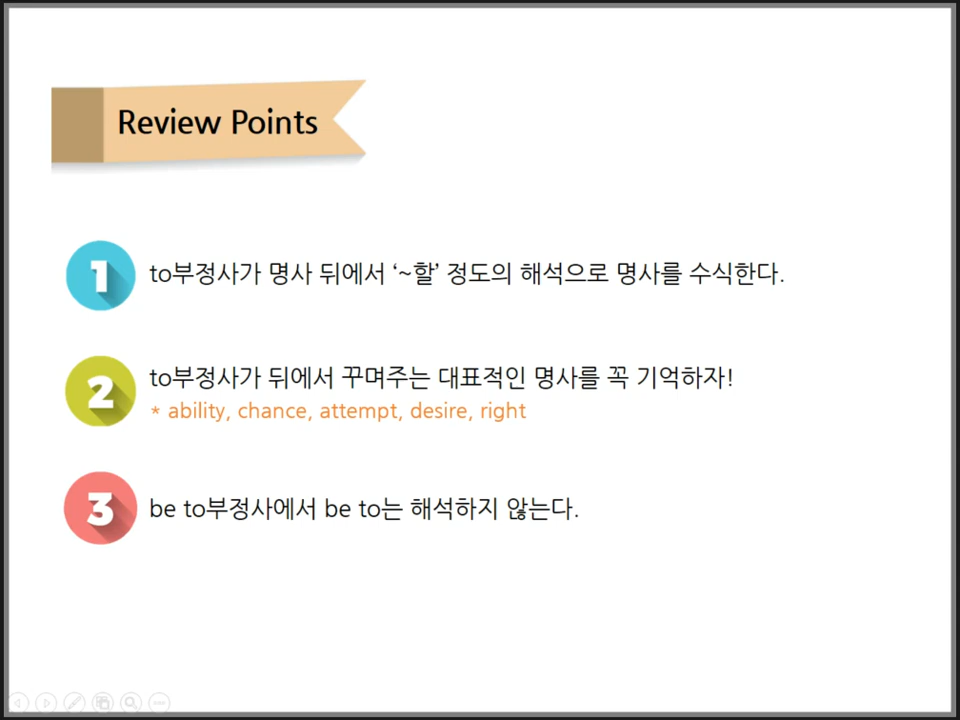 Review Points
1 to부정사가 명사 뒤에서 ‘~할’ 정도의 해석으로 명사를 수식한다.
2 to부정사가 뒤에서 꾸며주는 대표적인 명사를 꼭 기억하자!
* ability, chance, attempt, desire, right
3 be to부정사에서 be to는 해석하지 않는다.